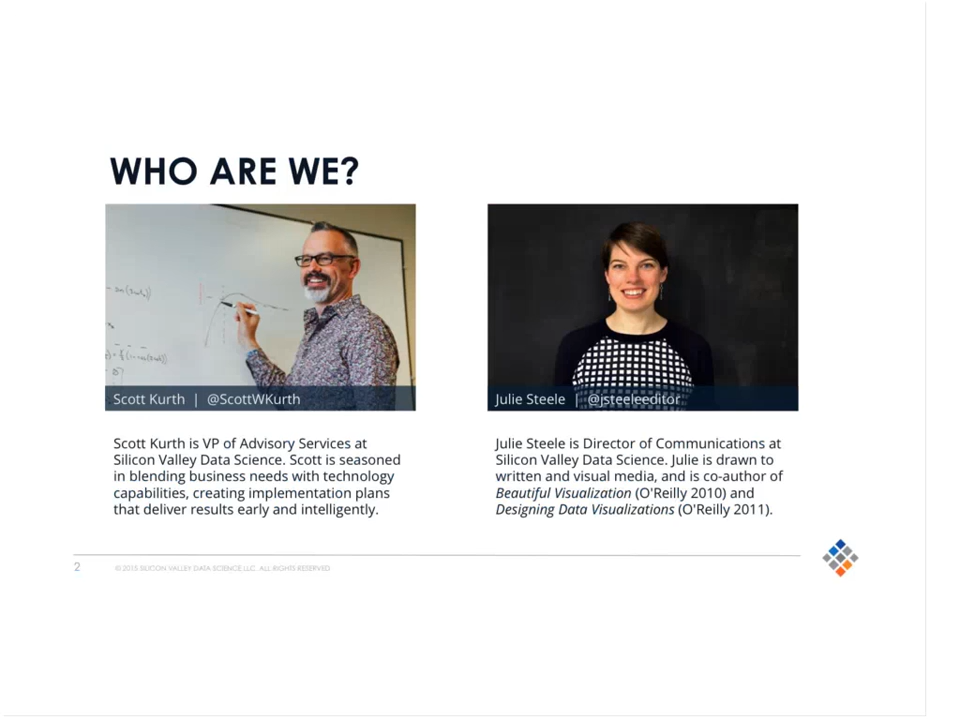 WHO ARE WE?
Scott Kurth | @ScottWKurth
Scott Kurth is VP of Advisory Services at
Silicon Valley Data Science. Scott is seasoned
in blending business needs with technology
capabilities, creating implementation plans
that deliver results early and intelligently.
Julie Steele | @jsteeleeditor
Julie Steele is Director of Communications at
Silicon Valley Data Science. Julie is drawn to
written and visual media, and is co-author of
Beautiful Visualization (O'Reilly 2010) and
Designing Data Visualizations (O'Reilly 2011).
2
© 2015 SILICON VALLEY DATA SCIENCE LLC. ALL RIGHTS RESERVED.